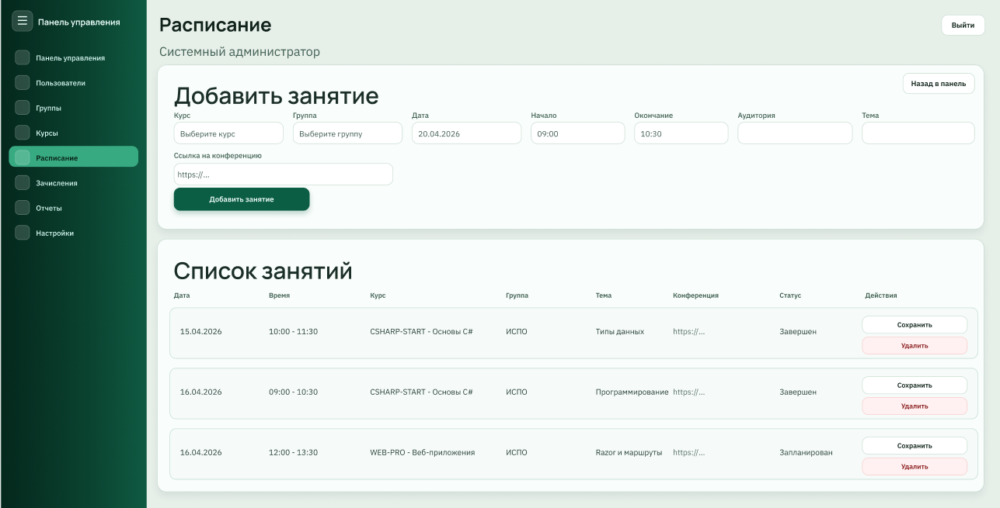 Панель управления
Панель управления
Пользователи
Группы
Курсы
Расписание
Зачисления
Отчеты
Настройки
Расписание
Выйти
Системный администратор
Назад в панель
Добавить занятие
Курс Группа Дата Начало Окончание Аудитория Тема
Выберите курс Выберите группу 20.04.2026 09:00 10:30
Ссылка на конференцию
https://...
Добавить занятие
Список занятий
Дата Время Курс Группа Тема Конференция Статус Действия
15.04.2026 10:00 - 11:30 CSHARP-START - Основы C# ИСПО Типы данных https://... Завершен
Сохранить
Удалить
16.04.2026 09:00 - 10:30 CSHARP-START - Основы C# ИСПО Программирование https://... Завершен
Сохранить
Удалить
16.04.2026 12:00 - 13:30 WEB-PRO - Веб-приложения ИСПО Razor и маршруты https://... Запланирован
Сохранить
Удалить